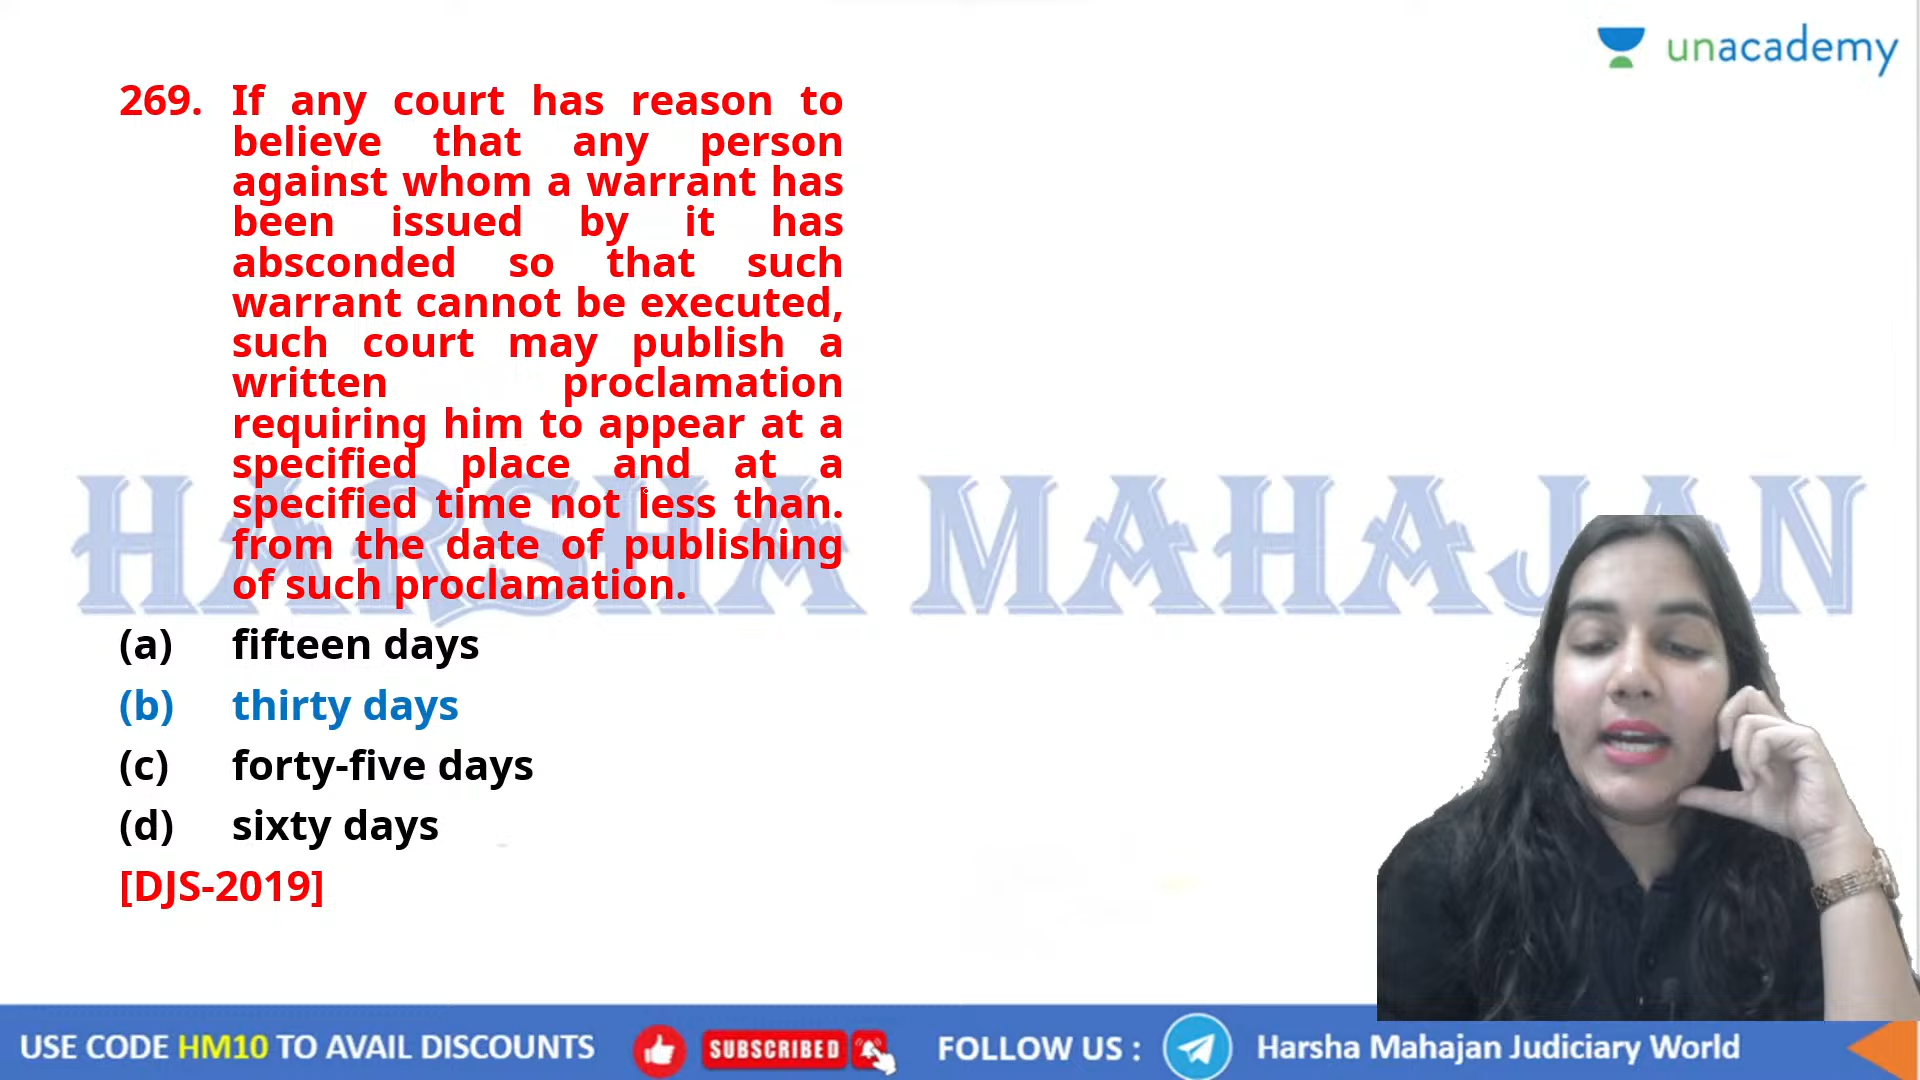 unacademy
269. If any court has reason to
believe that any person
against whom a warrant has
been issued by it has
absconded so that such
warrant cannot be executed,
such court may publish a
written proclamation
requiring him to appear at a
specified place and at a
specified time not less than.
from the date of publishing
of such proclamation.
HARSHA MAHAJAN
(a) fifteen days
(b) thirty days
(c) forty-five days
(d) sixty days
[DJS-2019]
USE CODE HM10 TO AVAIL DISCOUNTS
SUBSCRIBED
FOLLOW US :
Harsha Mahajan Judiciary World